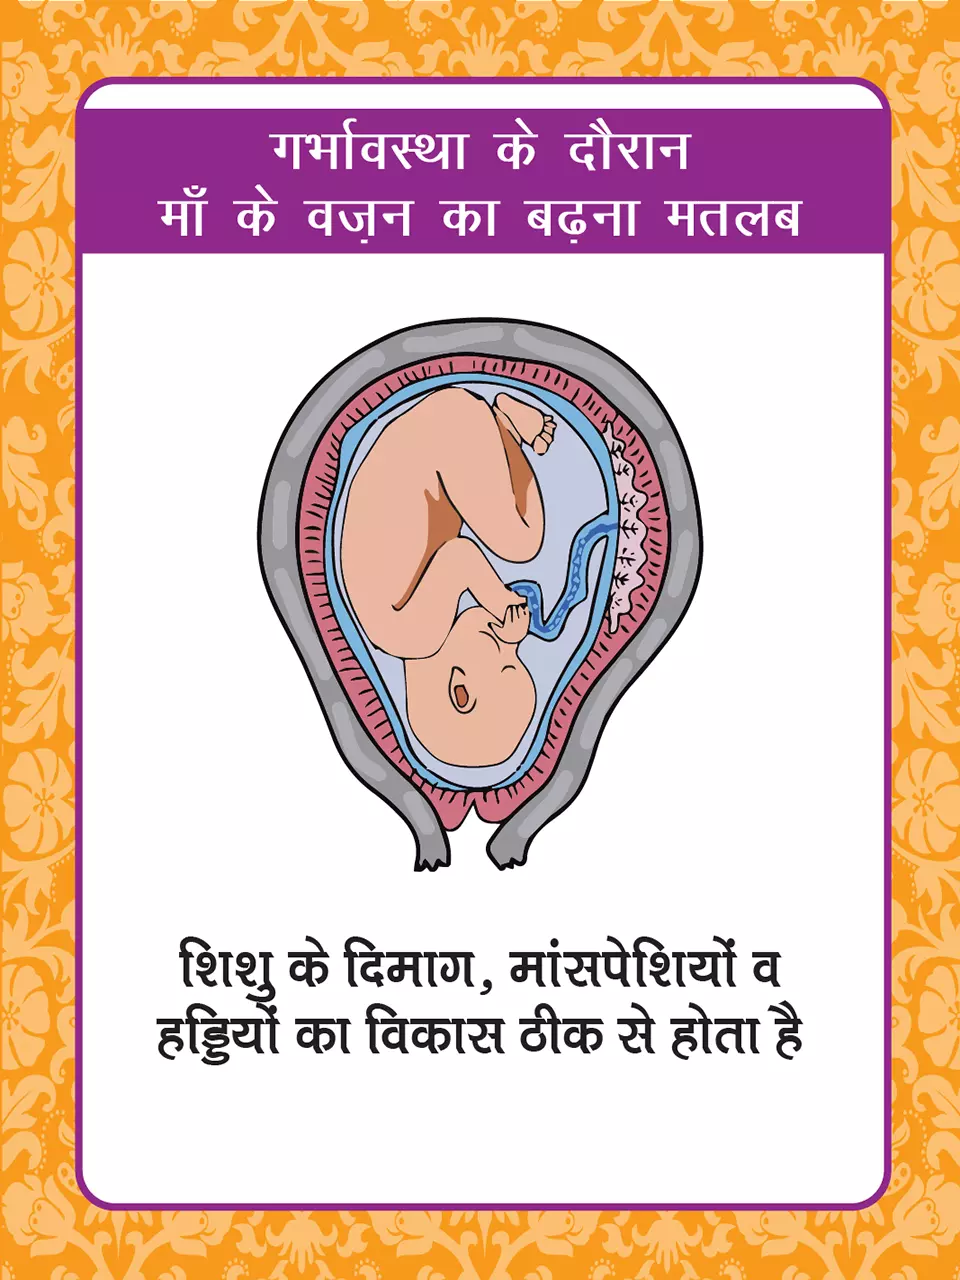 गर्भावस्था के दौरान
माँ के वज़न का बढ़ना मतलब
शिशु के दिमाग, मांसपेशियों व
हड्डियों का विकास ठीक से होता है